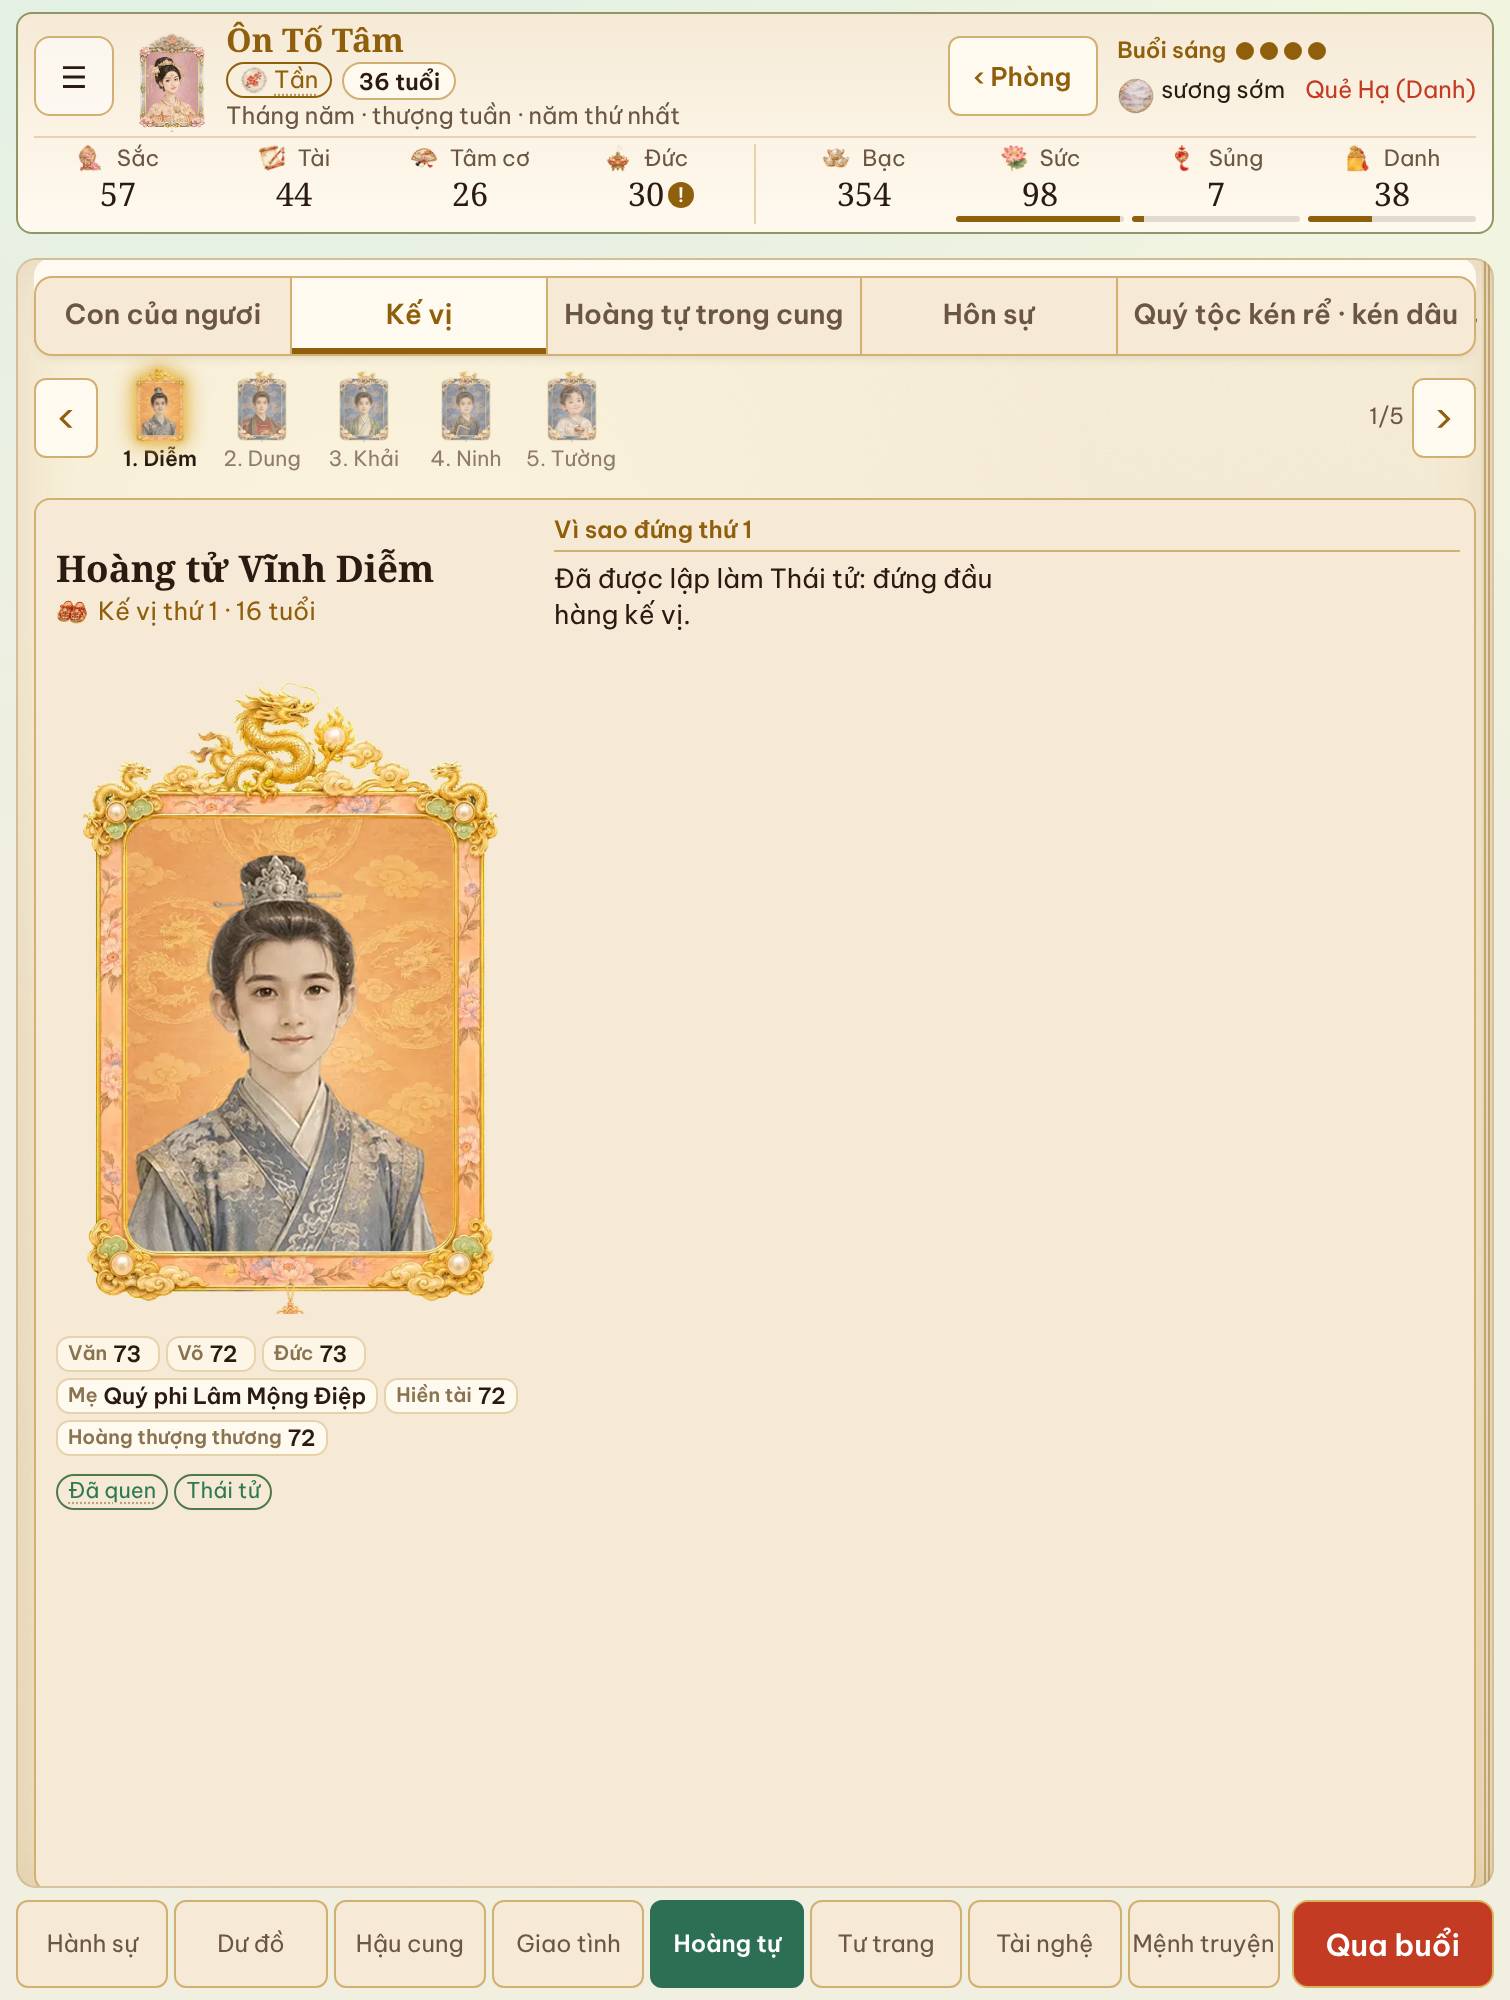 ☰
Ôn Tố Tâm
Tần
36 tuổi
Tháng năm · thượng tuần · năm thứ nhất
‹ Phòng
Buổi sáng
sương sớm
Quẻ Hạ (Danh)
Sắc
57
Tài
44
Tâm cơ
26
Đức
30 !
Bạc
354
Sức
98
Sủng
7
Danh
38
Con của ngươi
Kế vị
Hoàng tự trong cung
Hôn sự
Quý tộc kén rể · kén dâu
‹
1. Diễm
2. Dung
3. Khải
4. Ninh
5. Tường
1/5
›
Hoàng tử Vĩnh Diễm
Kế vị thứ 1 · 16 tuổi
Vì sao đứng thứ 1
Đã được lập làm Thái tử: đứng đầu
hàng kế vị.
Văn 73
Võ 72
Đức 73
Mẹ Quý phi Lâm Mộng Điệp
Hiền tài 72
Hoàng thượng thương 72
Đã quen
Thái tử
Hành sự
Dư đồ
Hậu cung
Giao tình
Hoàng tự
Tư trang
Tài nghệ
Mệnh truyện
Qua buổi